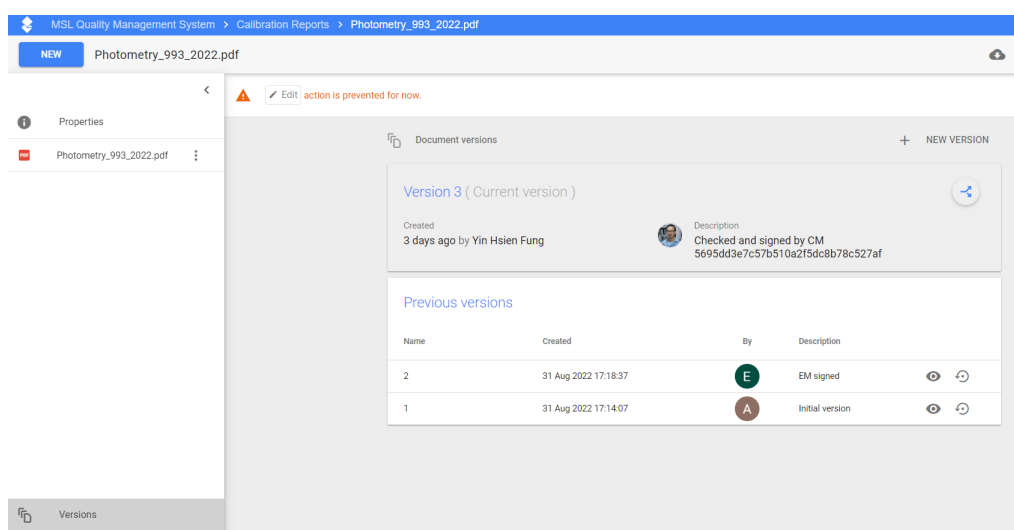 MSL Quality Management System > Calibration Reports > Photometry_993_2022.pdf
NEW Photometry_993_2022.pdf
Edit action is prevented for now.
Properties
PDF Photometry_993_2022.pdf
Document versions + NEW VERSION
Version 3 ( Current version )
Created
3 days ago by Yin Hsien Fung
Description
Checked and signed by CM
5695dd3e7c57b510a2f5dc8b78c527af
Previous versions
Name Created By Description
2 31 Aug 2022 17:18:37 E EM signed
1 31 Aug 2022 17:14:07 A Initial version
Versions